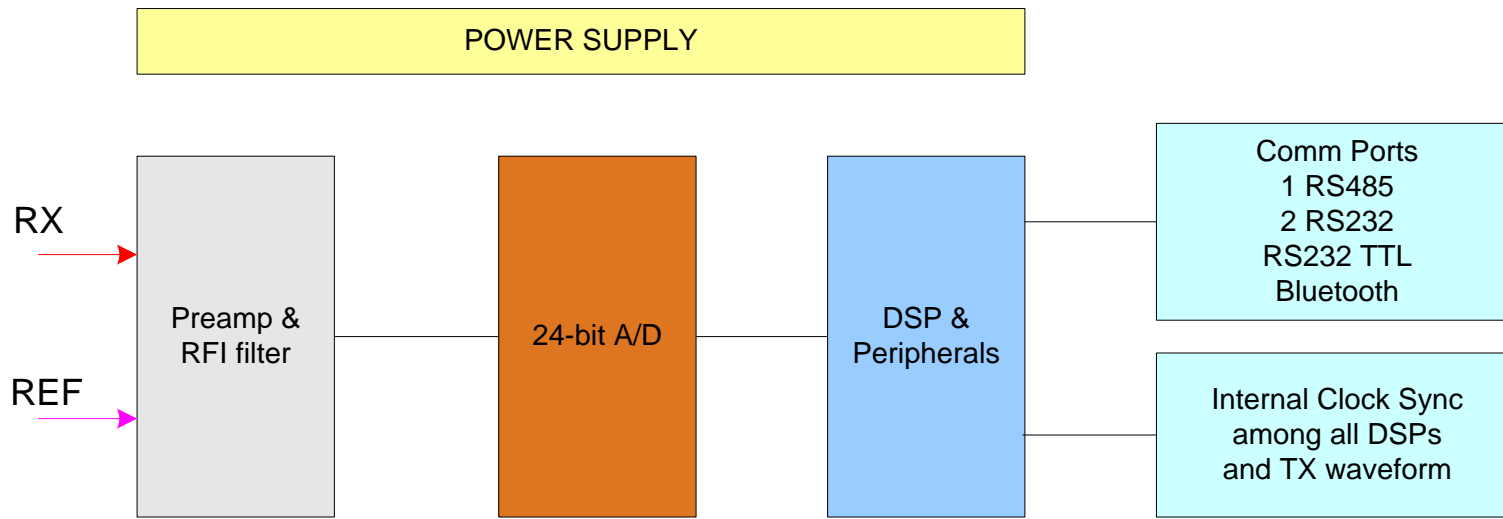 POWER SUPPLY
RX
REF
Preamp &
RFI filter
24-bit A/D
DSP &
Peripherals
Comm Ports
1 RS485
2 RS232
RS232 TTL
Bluetooth
Internal Clock Sync
among all DSPs
and TX waveform